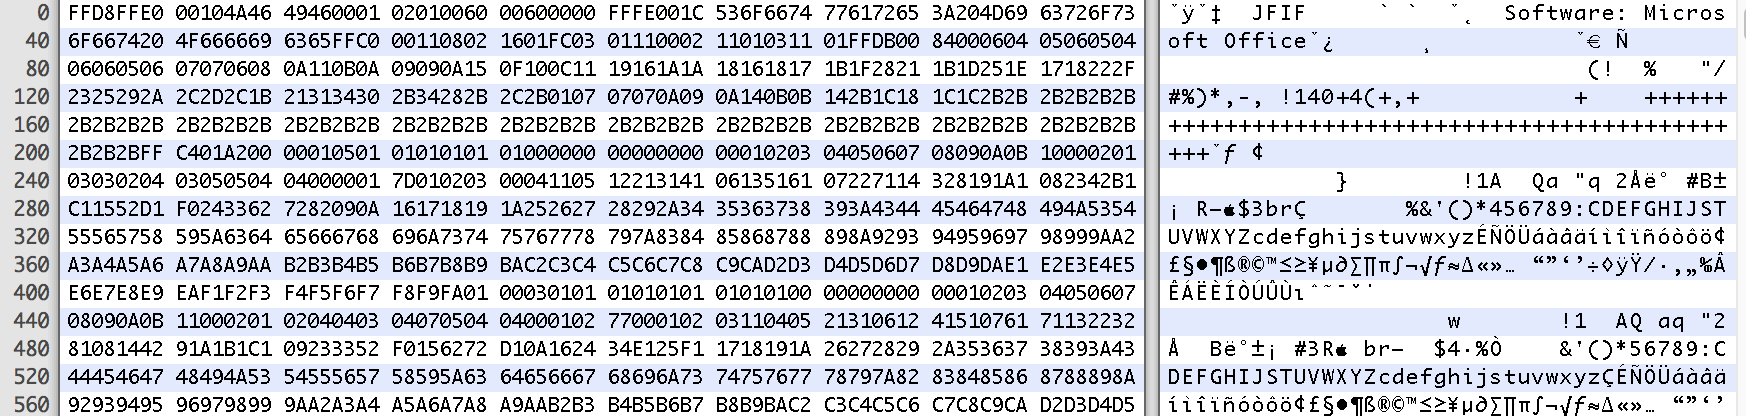 0 FFD8FFE0 00104A46 49460001 02010060 00600000 FFFE001C 536F6674 77617265 3A204D69 63726F73 ˇÿˇ‡ JFIF ` ` ˇ˛ Software: Micros
40 6F667420 4F666669 6365FFC0 00110802 1601FC03 01110002 11010311 01FFDB00 84000604 05060504 oft Officeˇ¿ ¸ ˇ€ Ñ
80 06060506 07070608 0A110B0A 09090A15 0F100C11 19161A1A 18161817 1B1F2821 1B1D251E 1718222F (! % "/
120 2325292A 2C2D2C1B 21313430 2B34282B 2C2B0107 07070A09 0A140B0B 142B1C18 1C1C2B2B 2B2B2B2B #%)*,-, !140+4(+,+ + ++++++
160 2B2B2B2B 2B2B2B2B 2B2B2B2B 2B2B2B2B 2B2B2B2B 2B2B2B2B 2B2B2B2B 2B2B2B2B 2B2B2B2B 2B2B2B2B ++++++++++++++++++++++++++++++++++++++++
200 2B2B2BFF C401A200 00010501 01010101 01000000 00000000 00010203 04050607 08090A0B 10000201 +++ˇƒ ¢
240 03030204 03050504 04000001 7D010203 00041105 12213141 06135161 07227114 328191A1 082342B1 } !1A Qa "q 2Åë° #B±
280 C11552D1 F0243362 7282090A 16171819 1A252627 28292A34 35363738 393A4344 45464748 494A5354 ¡ R–$3brÇ %&'()*456789:CDEFGHIJST
320 55565758 595A6364 65666768 696A7374 75767778 797A8384 85868788 898A9293 94959697 98999AA2 UVWXYZcdefghijstuvwxyzÉÑÖÜáàâäíìîïñóòôö¢
360 A3A4A5A6 A7A8A9AA B2B3B4B5 B6B7B8B9 BAC2C3C4 C5C6C7C8 C9CAD2D3 D4D5D6D7 D8D9DAE1 E2E3E4E5 £§•¶ß®©™≤≥¥µ∂∑∏π∫¬√ƒ≈∆«»… “”‘’÷◊ÿŸ⁄·‚„‰Â
400 E6E7E8E9 EAF1F2F3 F4F5F6F7 F8F9FA01 00030101 01010101 01010100 00000000 00010203 04050607 ÊÁËÈÍÒÚÛÙıˆ˜¯˘˙
440 08090A0B 11000201 02040403 04070504 04000102 77000102 03110405 21310612 41510761 71132232 w !1 AQ aq "2
480 81081442 91A1B1C1 09233352 F0156272 D10A1624 34E125F1 1718191A 26272829 2A353637 38393A43 Å Bë°±¡ #3R br– $4·%Ò &'()*56789:C
520 44454647 48494A53 54555657 58595A63 64656667 68696A73 74757677 78797A82 83848586 8788898A DEFGHIJSTUVWXYZcdefghijstuvwxyzÇÉÑÖÜáàâä
560 92939495 96979899 9AA2A3A4 A5A6A7A8 A9AAB2B3 B4B5B6B7 B8B9BAC2 C3C4C5C6 C7C8C9CA D2D3D4D5 íìîïñóòôö¢£§•¶ß®©™≤≥¥µ∂∑∏π∫¬√ƒ≈∆«»… “”‘’